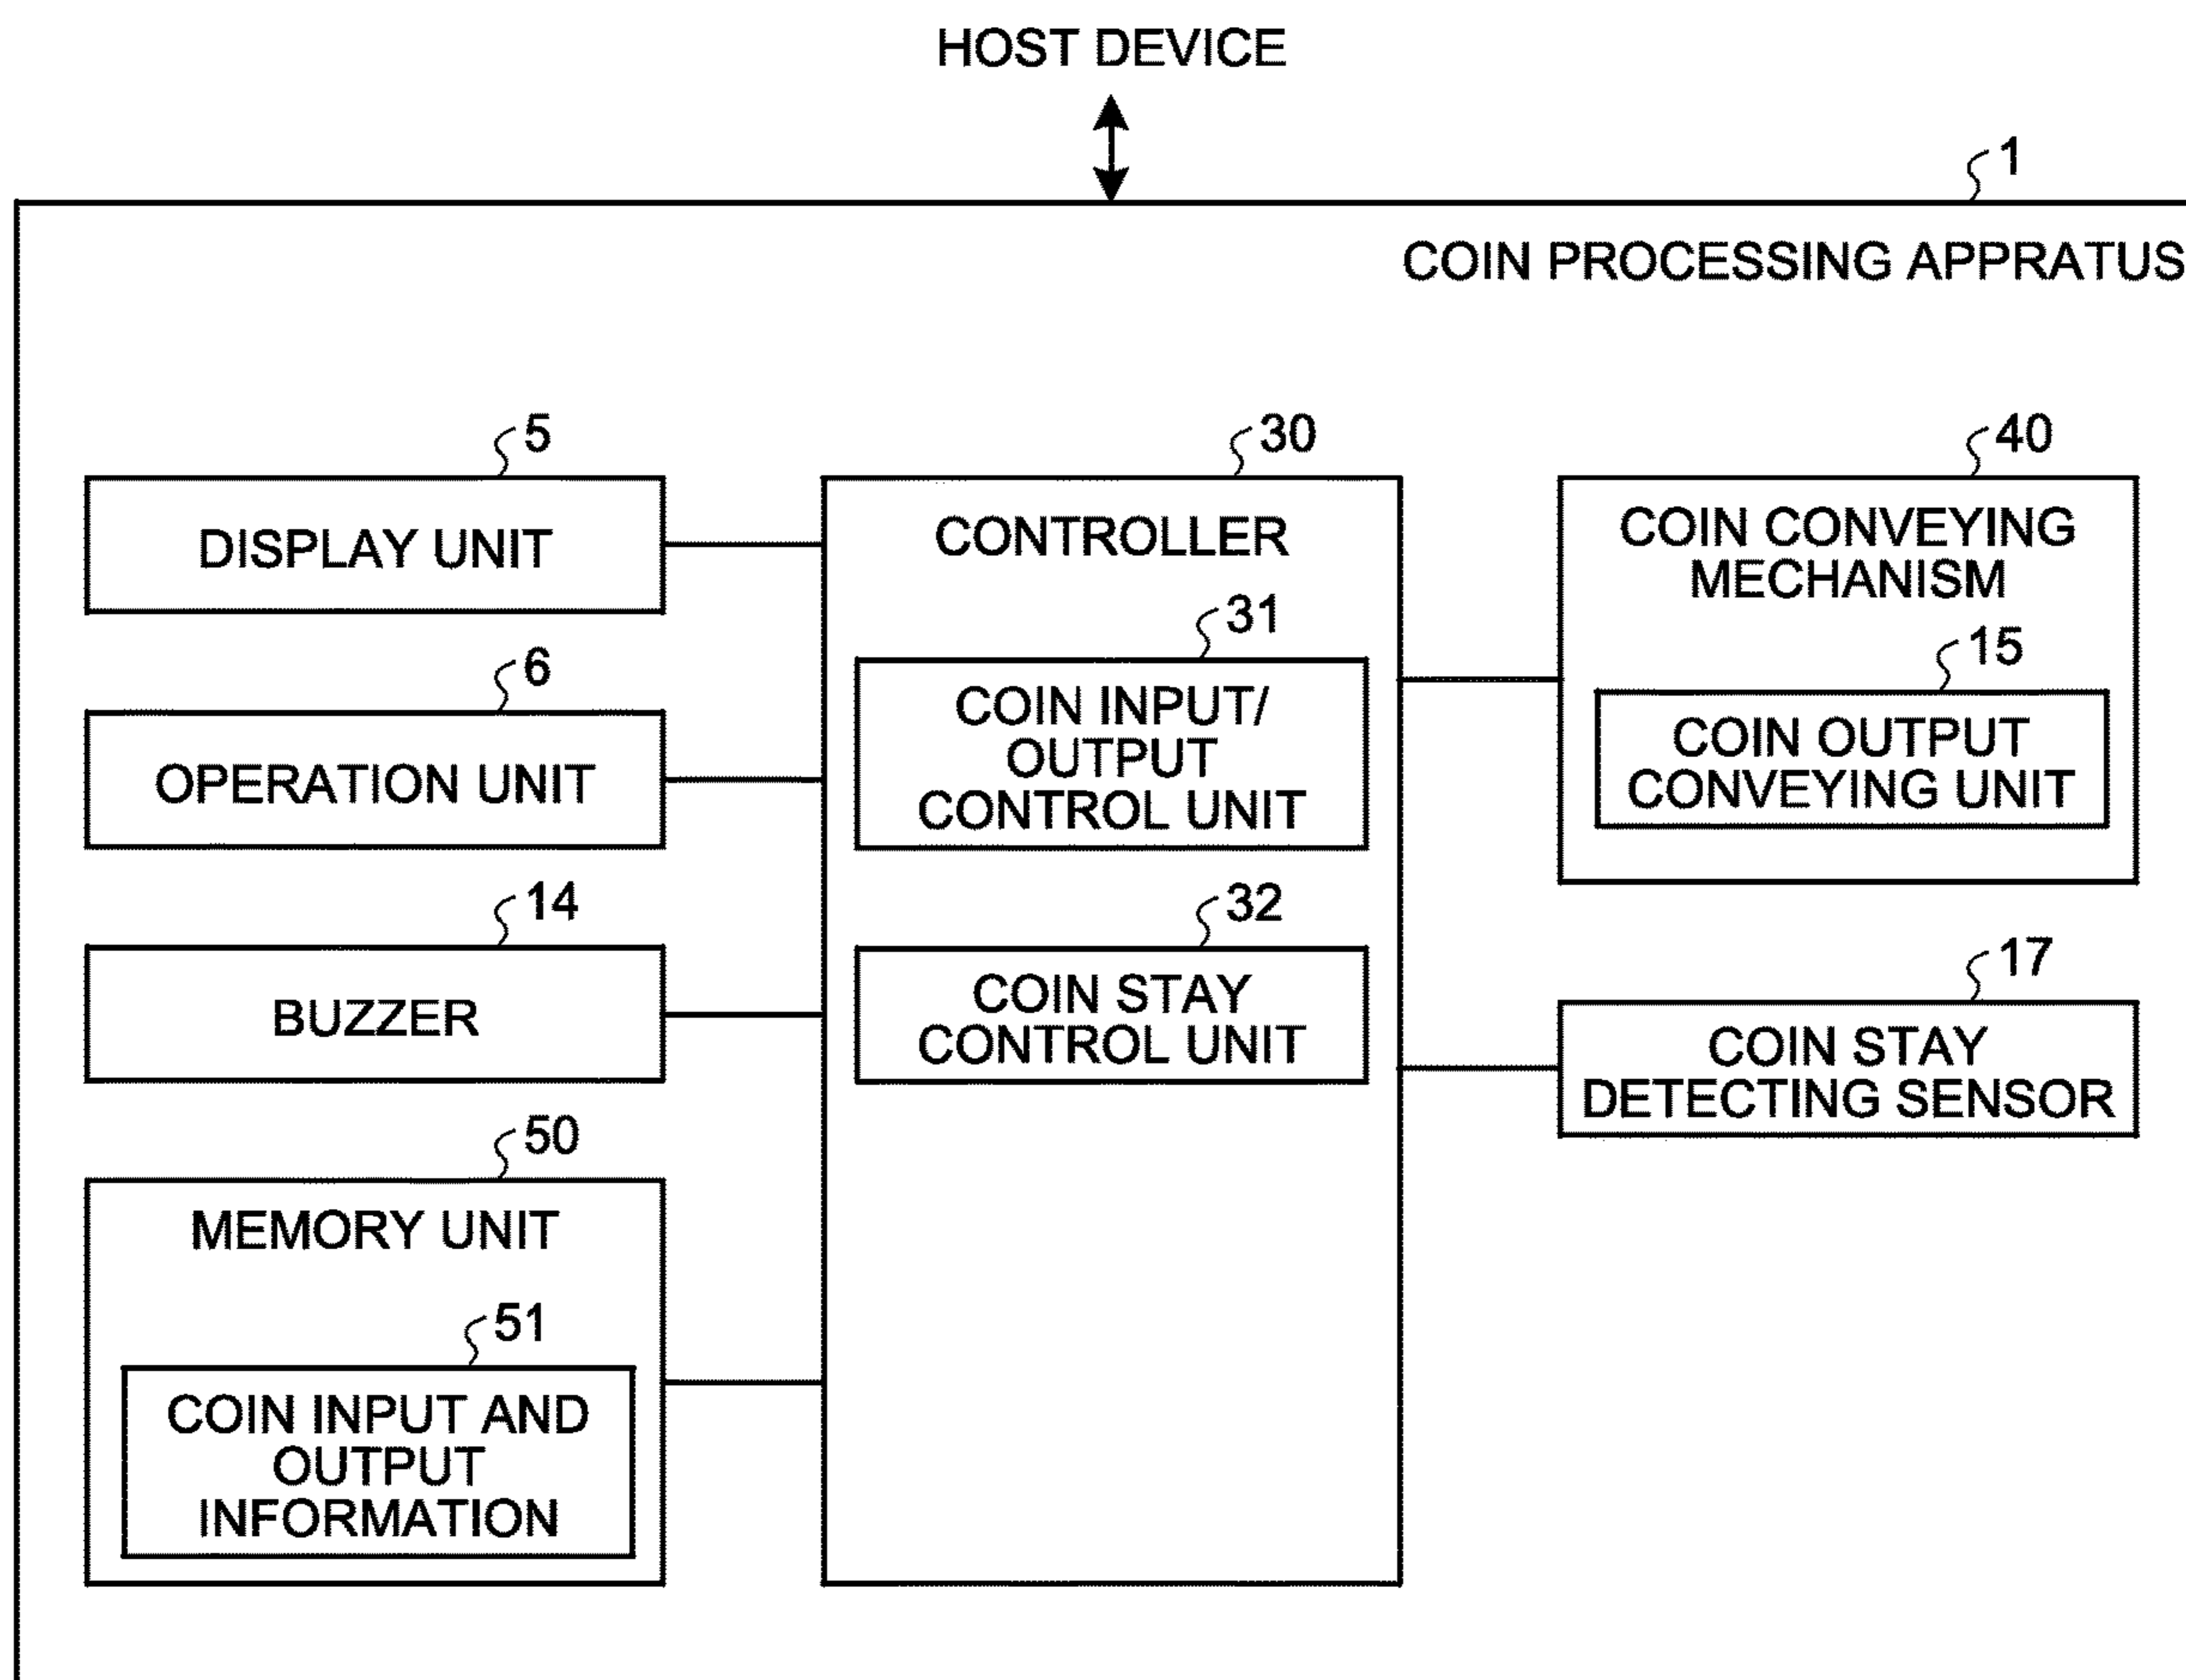 HOST DEVICE
1
COIN PROCESSING APPRATUS
5
DISPLAY UNIT
6
OPERATION UNIT
14
BUZZER
50
MEMORY UNIT
51
COIN INPUT AND
OUTPUT
INFORMATION
30
CONTROLLER
31
COIN INPUT/
OUTPUT
CONTROL UNIT
32
COIN STAY
CONTROL UNIT
40
COIN CONVEYING
MECHANISM
15
COIN OUTPUT
CONVEYING UNIT
17
COIN STAY
DETECTING SENSOR